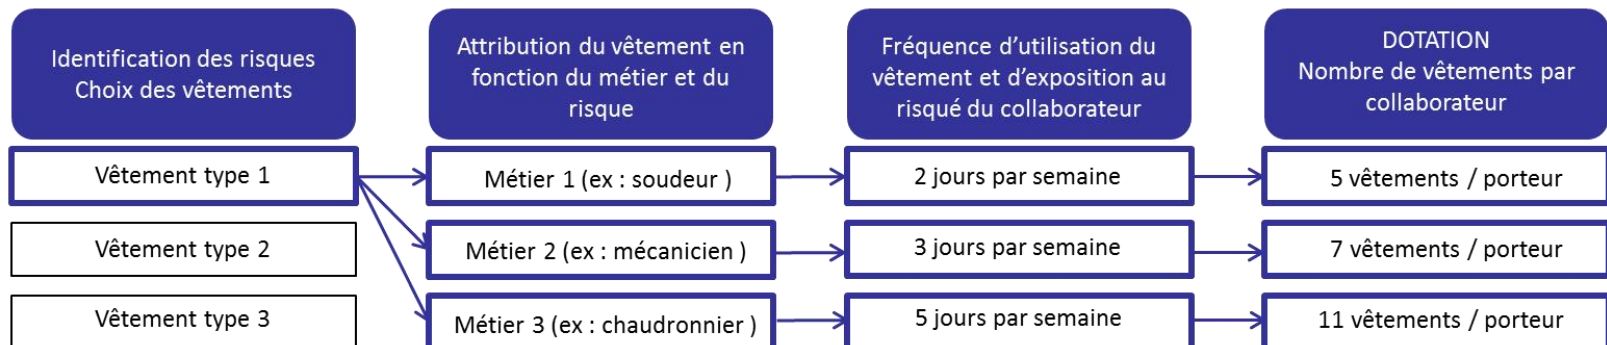 Identification des risques
Choix des vêtements
Attribution du vêtement en
fonction du métier et du
risque
Fréquence d’utilisation du
vêtement et d’exposition au
risqué du collaborateur
DOTATION
Nombre de vêtements par
collaborateur
Vêtement type 1
Métier 1 (ex : soudeur )
2 jours par semaine
5 vêtements / porteur
Vêtement type 2
Métier 2 (ex : mécanicien )
3 jours par semaine
7 vêtements / porteur
Vêtement type 3
Métier 3 (ex : chaudronnier )
5 jours par semaine
11 vêtements / porteur